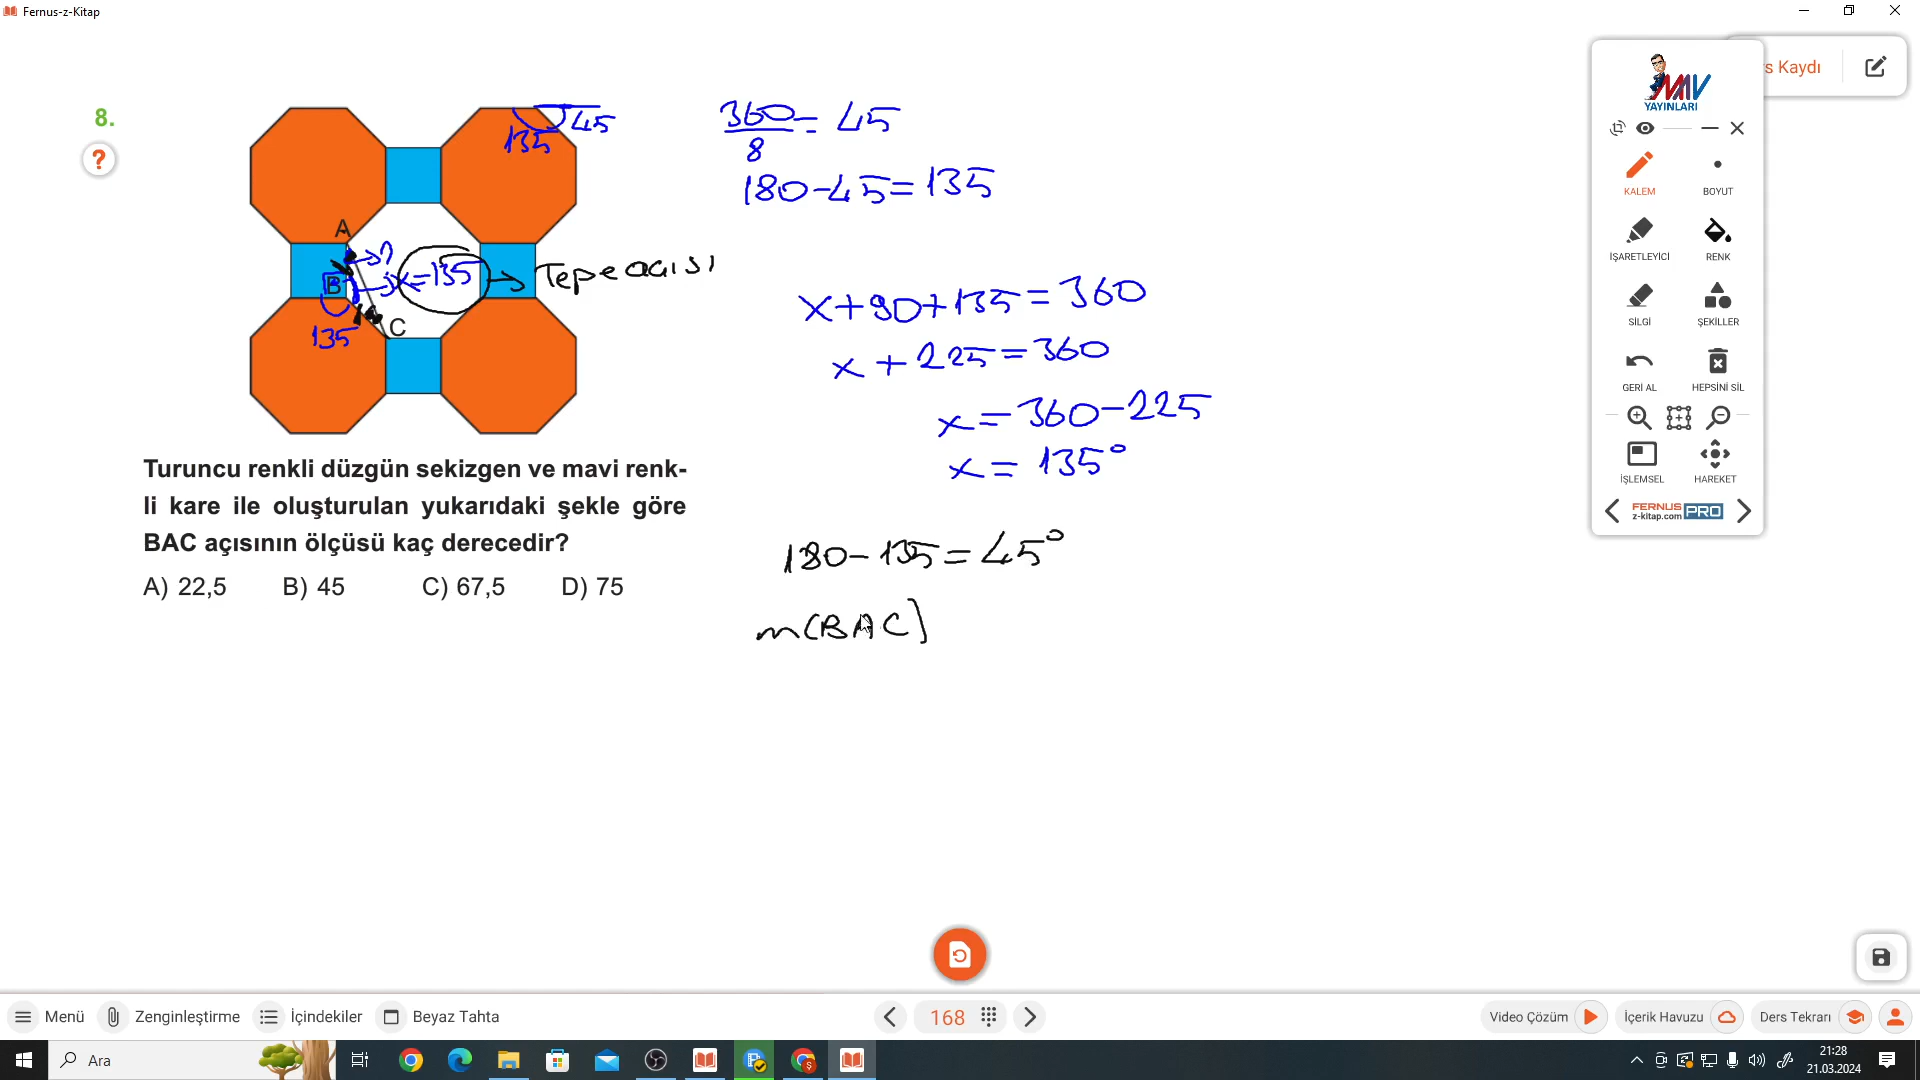 Fernus-z-Kitap
8.
?
45
135
A
B
C
?
x=135
Tepe açısı
135
360/8 = 45
180-45=135
x+90+135=360
x+225=360
x=360-225
x=135°
180-135=45°
m(BAC)
Turuncu renkli düzgün sekizgen ve mavi renk-
li kare ile oluşturulan yukarıdaki şekle göre
BAC açısının ölçüsü kaç derecedir?
A) 22,5 B) 45 C) 67,5 D) 75
s Kaydı
YAYINLARI
KALEM BOYUT
İŞARETLEYİCİ RENK
SİLGİ ŞEKİLLER
GERİ AL HEPSİNİ SİL
İŞLEMSEL HAREKET
FERNUS
z-kitap.com PRO
Menü Zenginleştirme İçindekiler Beyaz Tahta 168 Video Çözüm İçerik Havuzu Ders Tekrarı
Ara
21:28
21.03.2024